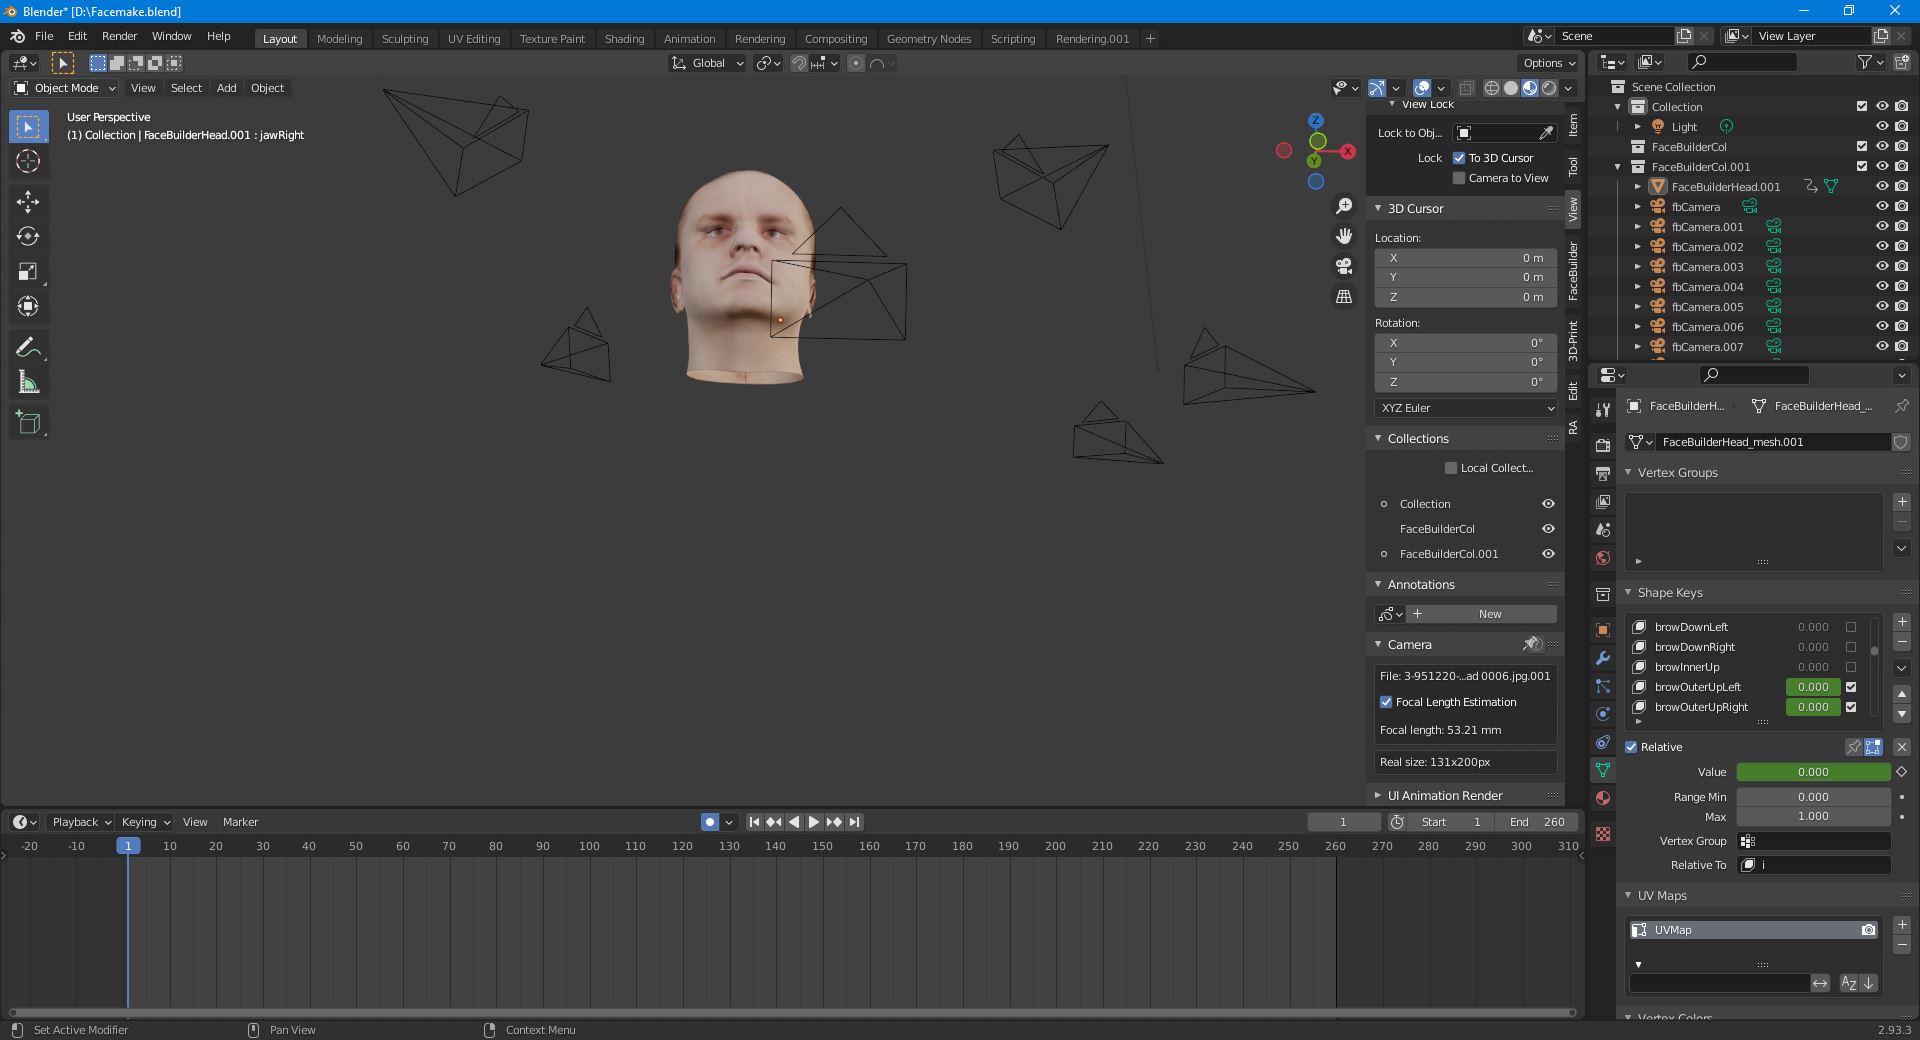 Blender* [D:\Facemake.blend]
File Edit Render Window Help
Layout Modeling Sculpting UV Editing Texture Paint Shading Animation Rendering Compositing Geometry Nodes Scripting Rendering.001 +
Scene
View Layer
Global
Options
Object Mode View Select Add Object
User Perspective
(1) Collection | FaceBuilderHead.001 : jawRight
Z
X
Y
View Lock
Lock to Obj...
Lock To 3D Cursor
Camera to View
3D Cursor
Location:
X 0 m
Y 0 m
Z 0 m
Rotation:
X 0°
Y 0°
Z 0°
XYZ Euler
Collections
Local Collect...
Collection
FaceBuilderCol
FaceBuilderCol.001
Annotations
+ New
Camera
File: 3-951220-...ad 0006.jpg.001
Focal Length Estimation
Focal length: 53.21 mm
Real size: 131x200px
UI Animation Render
Item
Tool
View
FaceBuilder
3D-Print
Edit
RA
Scene Collection
Collection
Light
FaceBuilderCol
FaceBuilderCol.001
FaceBuilderHead.001
fbCamera
fbCamera.001
fbCamera.002
fbCamera.003
fbCamera.004
fbCamera.005
fbCamera.006
fbCamera.007
FaceBuilderH... FaceBuilderHead_...
FaceBuilderHead_mesh.001
Vertex Groups
Shape Keys
browDownLeft 0.000
browDownRight 0.000
browInnerUp 0.000
browOuterUpLeft 0.000
browOuterUpRight 0.000
Relative
Value 0.000
Range Min 0.000
Max 1.000
Vertex Group
Relative To i
UV Maps
UVMap
AZ
Vertex Colors
Playback Keying View Marker
1
Start 1
End 260
-20 -10 1 10 20 30 40 50 60 70 80 90 100 110 120 130 140 150 160 170 180 190 200 210 220 230 240 250 260 270 280 290 300 310
Set Active Modifier
Pan View
Context Menu
2.93.3